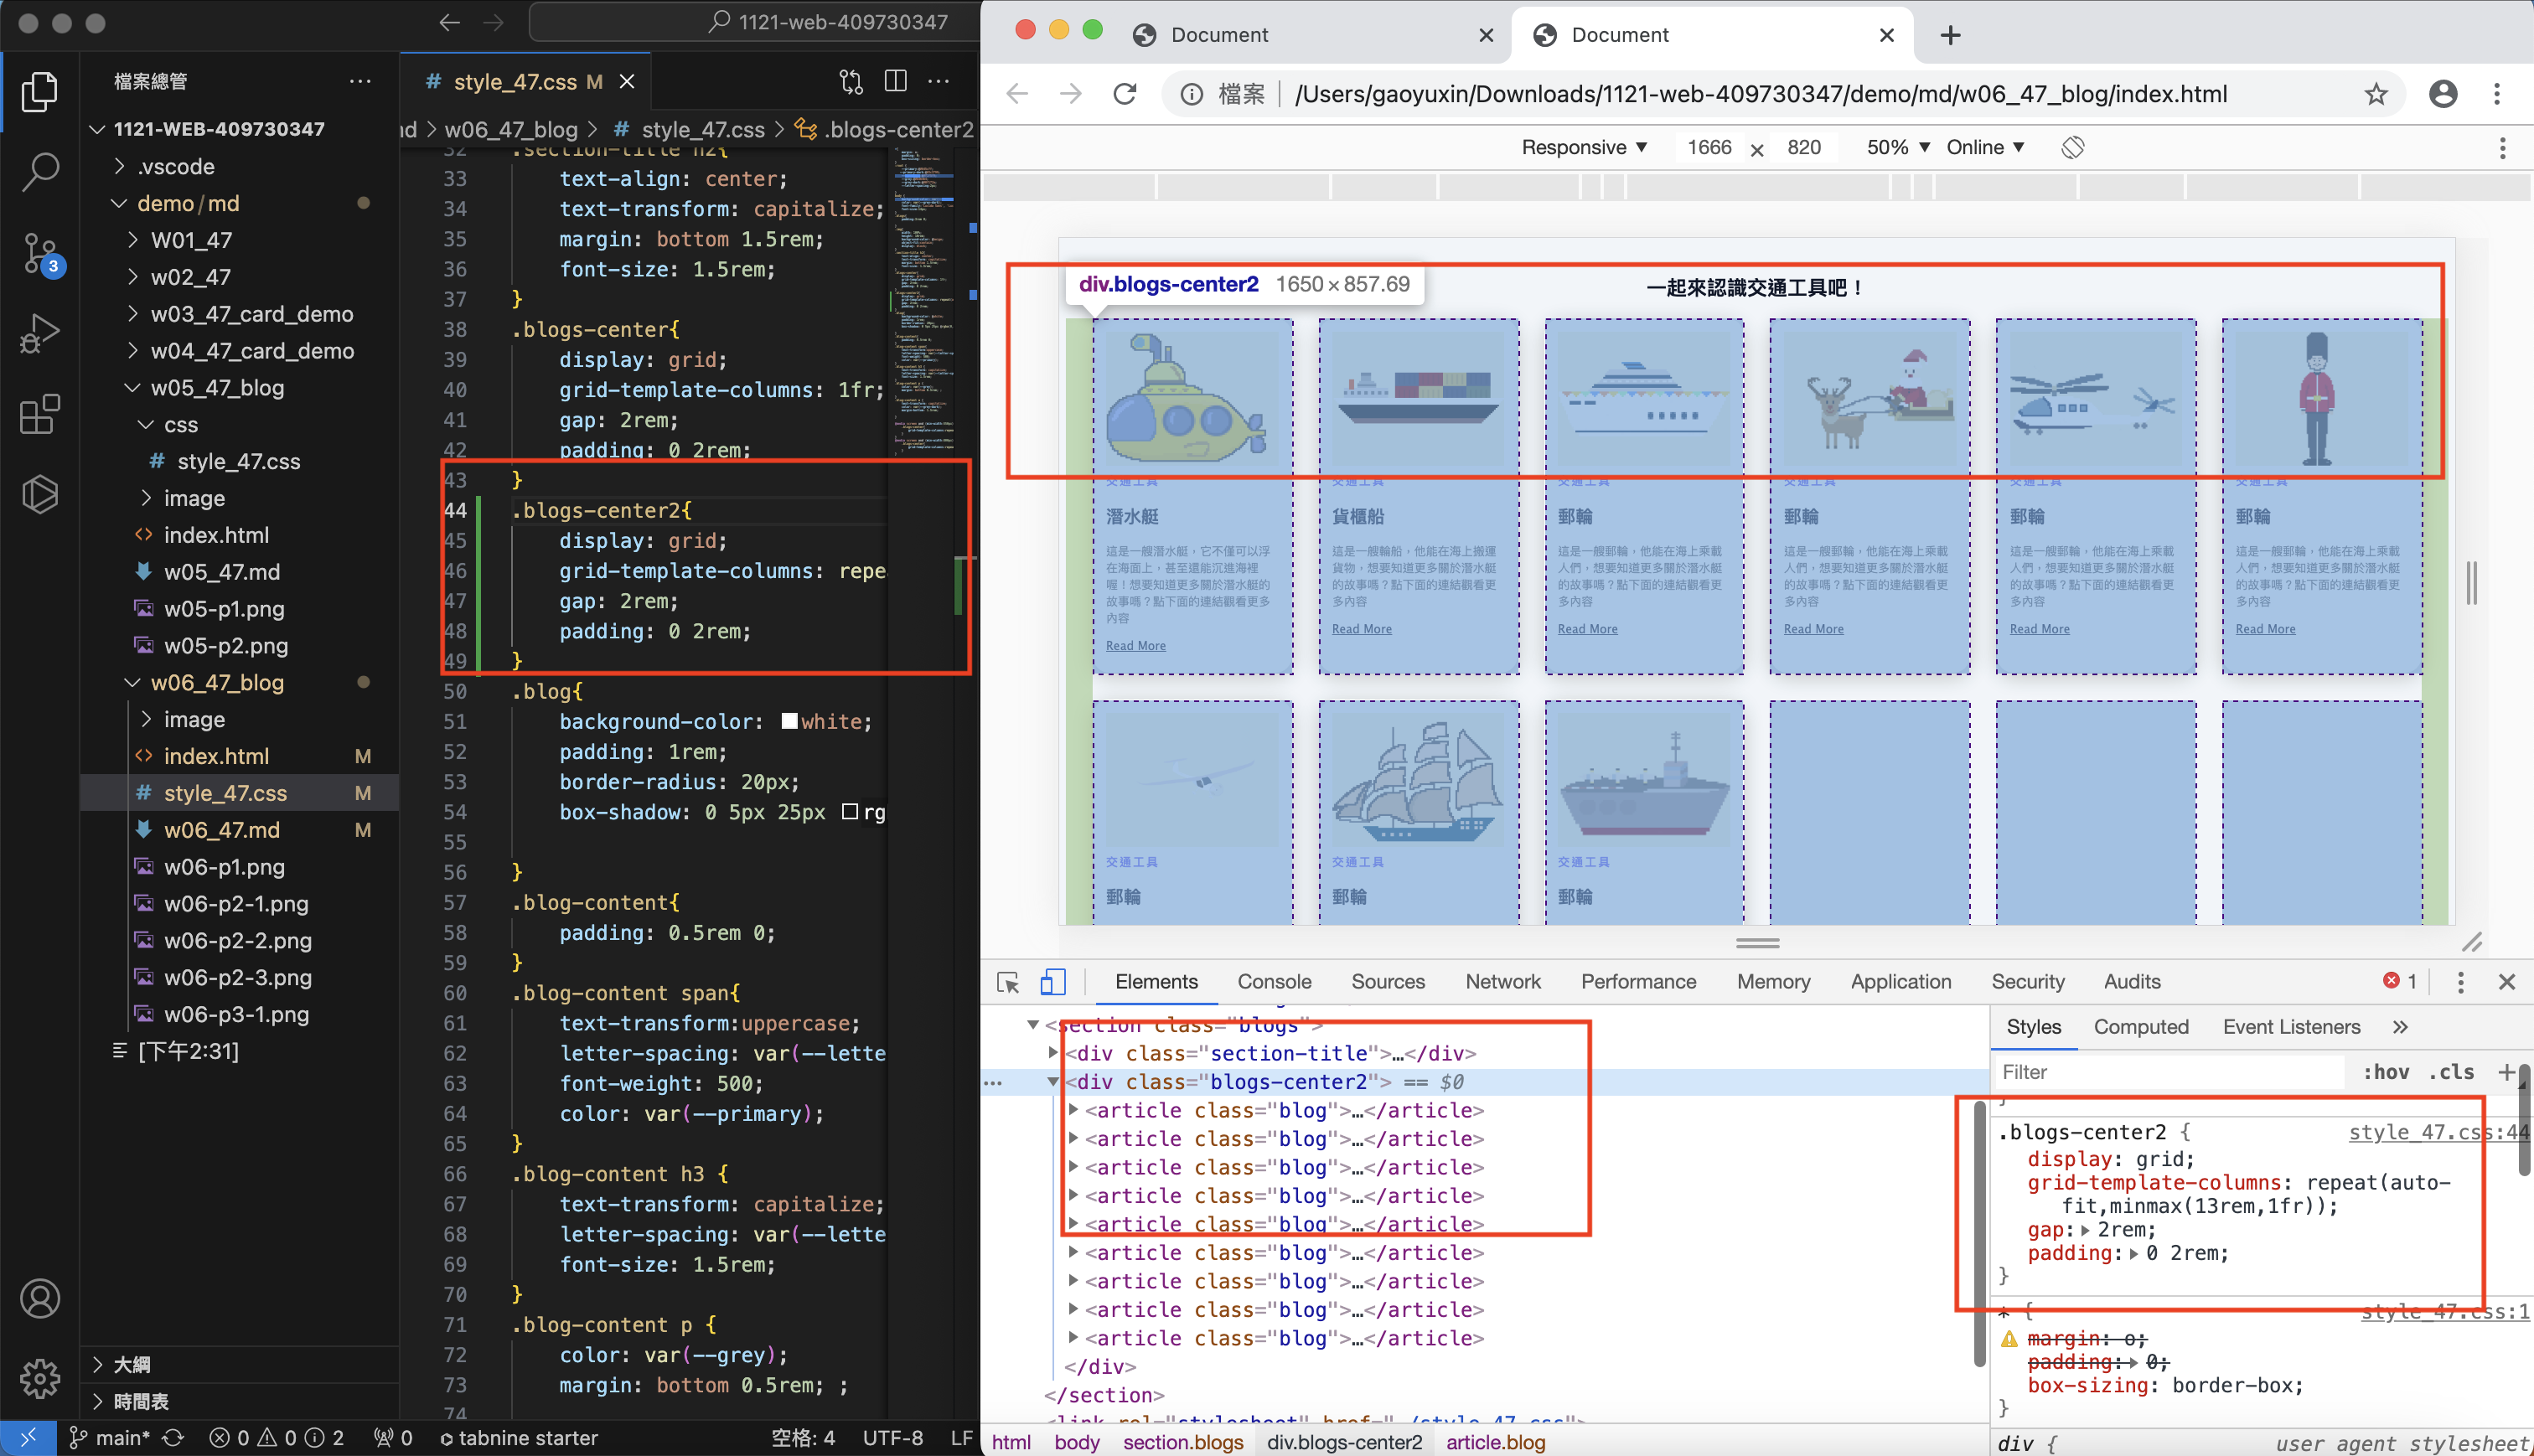 1121-web-409730347
檔案總管
1121-WEB-409730347
.vscode
demo/md
W01_47
w02_47
w03_47_card_demo
w04_47_card_demo
w05_47_blog
css
style_47.css
image
index.html
w05_47.md
w05-p1.png
w05-p2.png
w06_47_blog
image
index.html M
style_47.css M
w06_47.md M
w06-p1.png
w06-p2-1.png
w06-p2-2.png
w06-p2-3.png
w06-p3-1.png
[下午2:31]
大綱
時間表
3
# style_47.css M
nd > w06_47_blog > # style_47.css > .blogs-center2
32 .section-title h2{
33 text-align: center;
34 text-transform: capitalize;
35 margin: bottom 1.5rem;
36 font-size: 1.5rem;
37 }
38 .blogs-center{
39 display: grid;
40 grid-template-columns: 1fr;
41 gap: 2rem;
42 padding: 0 2rem;
43 }
44 .blogs-center2{
45 display: grid;
46 grid-template-columns: repe
47 gap: 2rem;
48 padding: 0 2rem;
49 }
50 .blog{
51 background-color: white;
52 padding: 1rem;
53 border-radius: 20px;
54 box-shadow: 0 5px 25px rg
55
56 }
57 .blog-content{
58 padding: 0.5rem 0;
59 }
60 .blog-content span{
61 text-transform:uppercase;
62 letter-spacing: var(--lette
63 font-weight: 500;
64 color: var(--primary);
65 }
66 .blog-content h3 {
67 text-transform: capitalize;
68 letter-spacing: var(--lette
69 font-size: 1.5rem;
70 }
71 .blog-content p {
72 color: var(--grey);
73 margin: bottom 0.5rem; ;
74
main* 0 0 2 0 tabnine starter 空格: 4 UTF-8 LF
Document
Document
檔案 /Users/gaoyuxin/Downloads/1121-web-409730347/demo/md/w06_47_blog/index.html
Responsive 1666 × 820 50% Online
div.blogs-center2 1650 × 857.69
一起來認識交通工具吧！
交通工具
潛水艇
這是一艘潛水艇，它不僅可以浮
在海面上，甚至還能沉進海裡
喔！想要知道更多關於潛水艇的
故事嗎？點下面的連結觀看更多
內容
Read More
交通工具
貨櫃船
這是一艘輪船，他能在海上搬運
貨物，想要知道更多關於潛水艇
的故事嗎？點下面的連結觀看更
多內容
Read More
交通工具
郵輪
這是一艘郵輪，他能在海上乘載
人們，想要知道更多關於潛水艇
的故事嗎？點下面的連結觀看更
多內容
Read More
交通工具
郵輪
這是一艘郵輪，他能在海上乘載
人們，想要知道更多關於潛水艇
的故事嗎？點下面的連結觀看更
多內容
Read More
交通工具
郵輪
這是一艘郵輪，他能在海上乘載
人們，想要知道更多關於潛水艇
的故事嗎？點下面的連結觀看更
多內容
Read More
交通工具
郵輪
這是一艘郵輪，他能在海上乘載
人們，想要知道更多關於潛水艇
的故事嗎？點下面的連結觀看更
多內容
Read More
交通工具
郵輪
交通工具
郵輪
交通工具
郵輪
Elements Console Sources Network Performance Memory Application Security Audits 1
<section class="blogs">
<div class="section-title">…</div>
<div class="blogs-center2"> == $0
<article class="blog">…</article>
<article class="blog">…</article>
<article class="blog">…</article>
<article class="blog">…</article>
<article class="blog">…</article>
<article class="blog">…</article>
<article class="blog">…</article>
<article class="blog">…</article>
<article class="blog">…</article>
</div>
</section>
<link rel="stylesheet" href="./style_47.css">
html body section.blogs div.blogs-center2 article.blog
Styles Computed Event Listeners »
Filter :hov .cls +
}
.blogs-center2 { style_47.css:44
display: grid;
grid-template-columns: repeat(auto-
fit,minmax(13rem,1fr));
gap: 2rem;
padding: 0 2rem;
}
* { style_47.css:1
margin: o;
padding: 0;
box-sizing: border-box;
}
div { user agent stylesheet